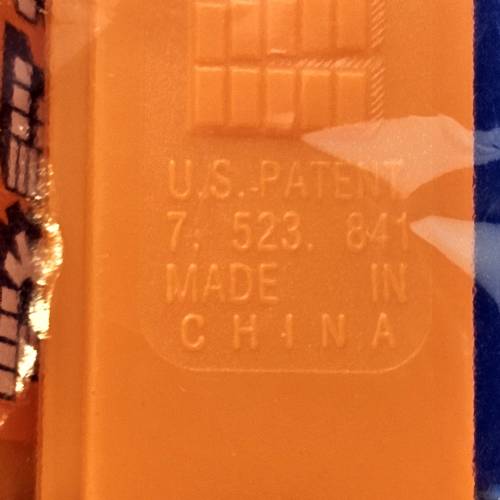 U.S. PATENT
7, 523. 841
MADE IN
CHINA